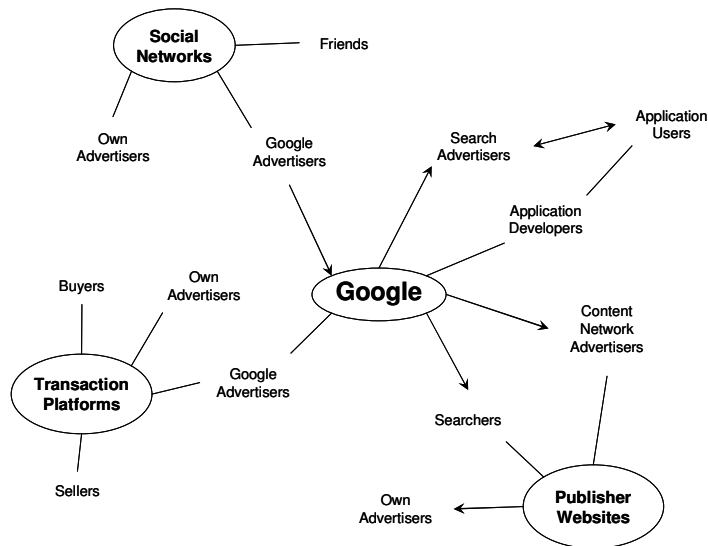 Social
Networks
Friends
Own
Advertisers
Google
Advertisers
Search
Advertisers
Application
Users
Application
Developers
Buyers
Own
Advertisers
Google
Content
Network
Advertisers
Transaction
Platforms
Google
Advertisers
Searchers
Sellers
Own
Advertisers
Publisher
Websites